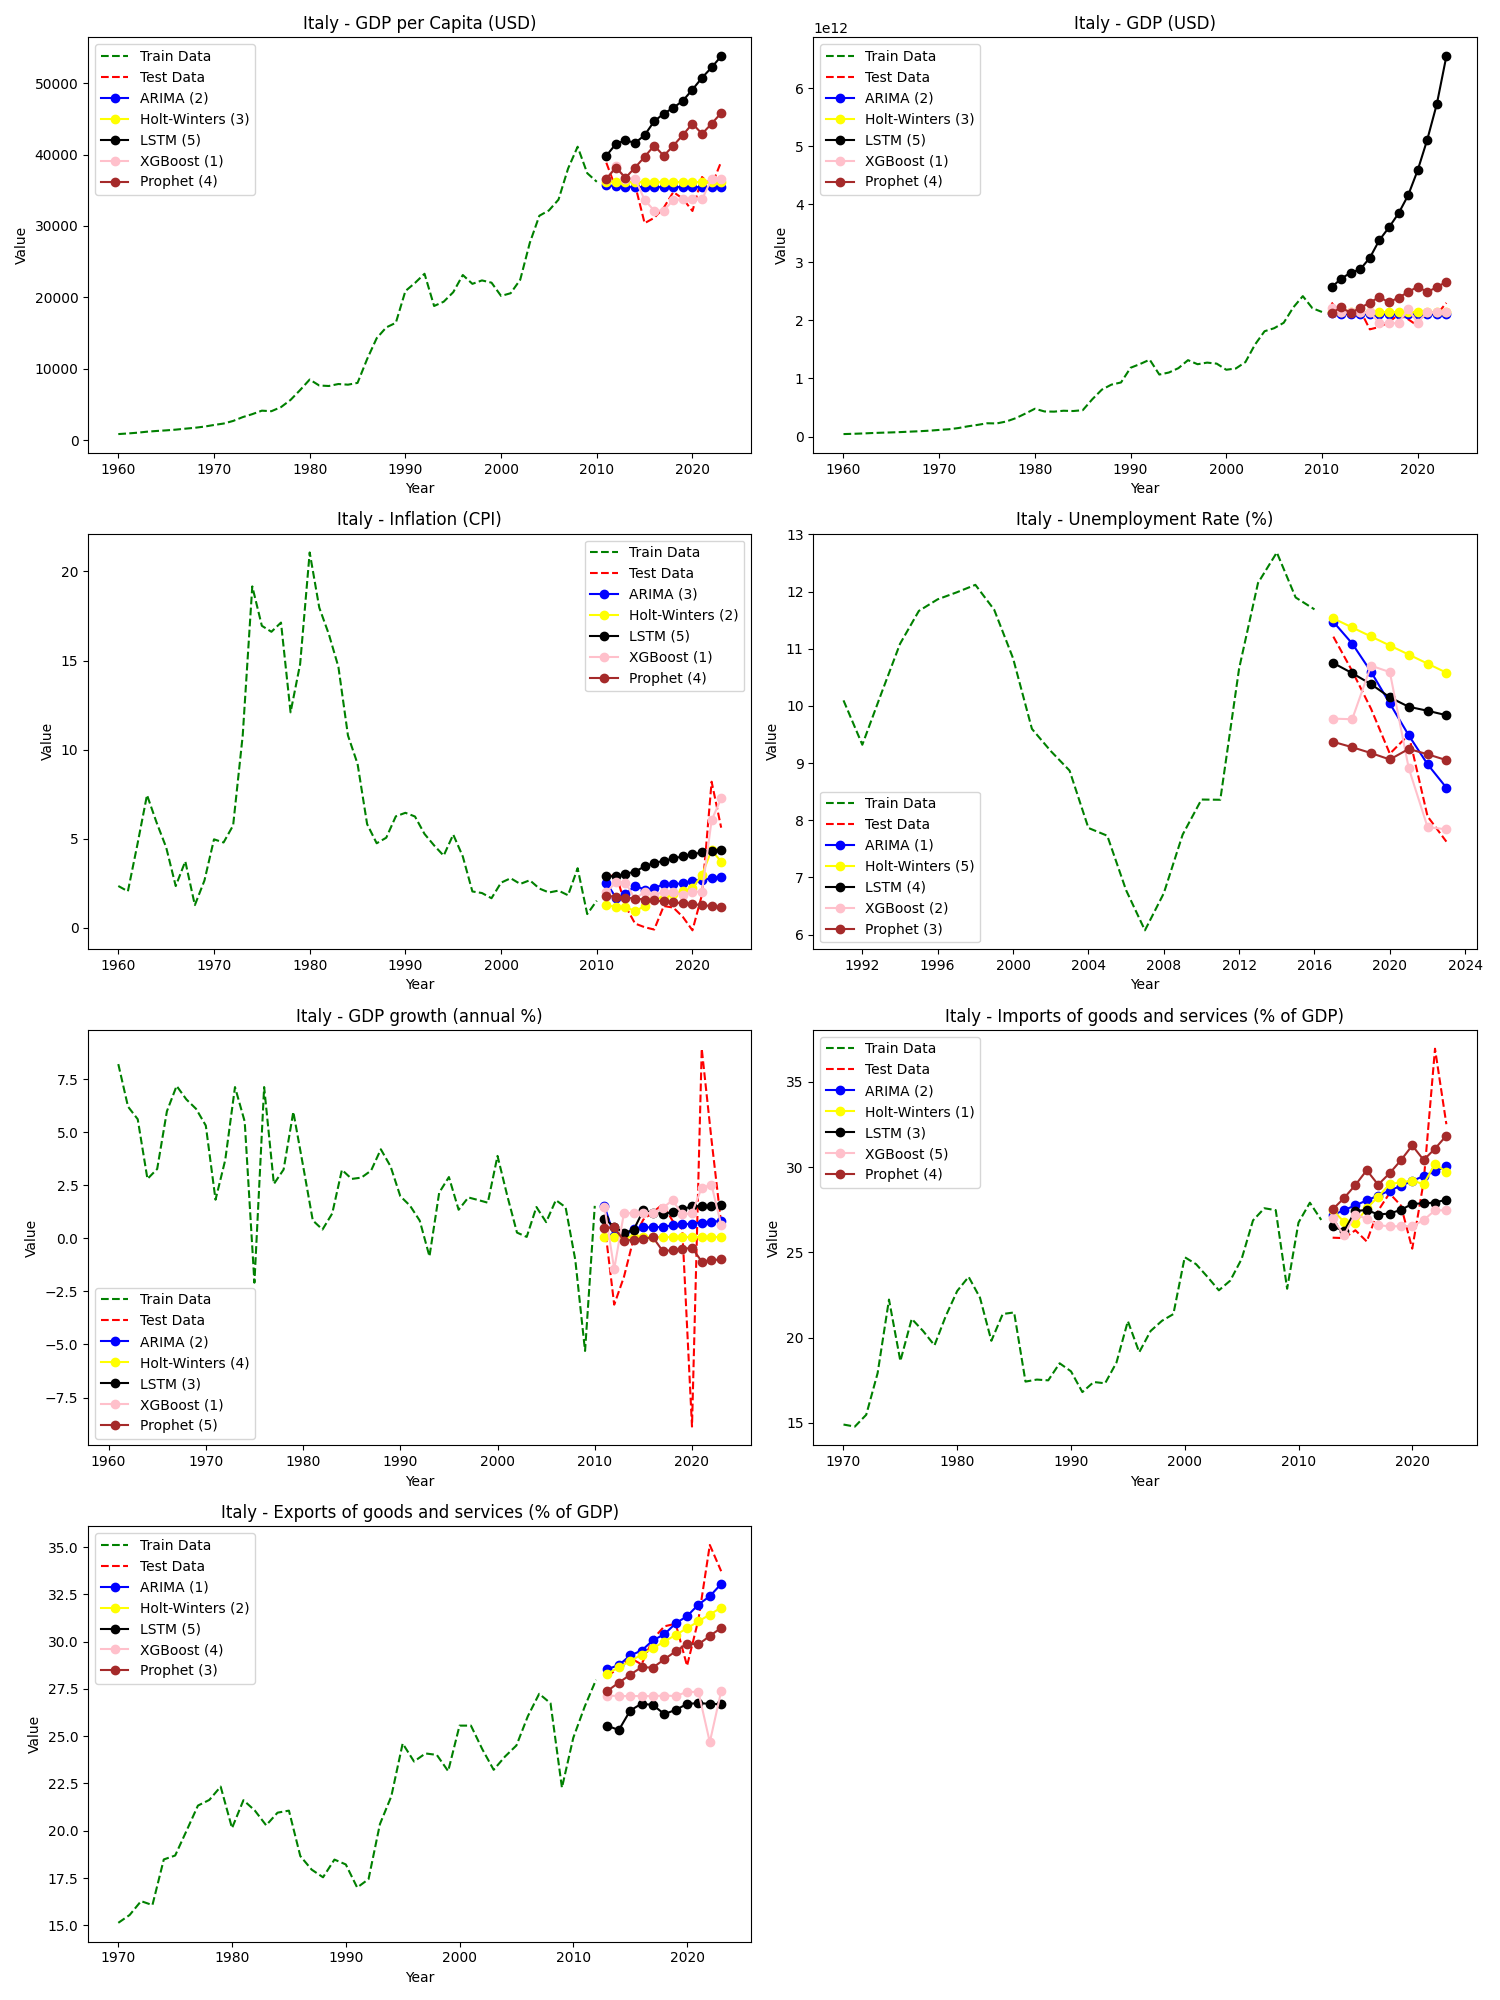 Italy - GDP per Capita (USD)
Train Data
Test Data
ARIMA (2)
Holt-Winters (3)
LSTM (5)
XGBoost (1)
Prophet (4)
50000
40000
30000
20000
10000
0
Value
1960 1970 1980 1990 2000 2010 2020
Year
Italy - GDP (USD)
1e12
Train Data
Test Data
ARIMA (2)
Holt-Winters (3)
LSTM (5)
XGBoost (1)
Prophet (4)
6
5
4
3
2
1
0
Value
1960 1970 1980 1990 2000 2010 2020
Year
Italy - Inflation (CPI)
Train Data
Test Data
ARIMA (3)
Holt-Winters (2)
LSTM (5)
XGBoost (1)
Prophet (4)
20
15
10
5
0
Value
1960 1970 1980 1990 2000 2010 2020
Year
Italy - Unemployment Rate (%)
13
12
11
10
9
8
7
6
Value
Train Data
Test Data
ARIMA (1)
Holt-Winters (5)
LSTM (4)
XGBoost (2)
Prophet (3)
1992 1996 2000 2004 2008 2012 2016 2020 2024
Year
Italy - GDP growth (annual %)
7.5
5.0
2.5
0.0
−2.5
−5.0
−7.5
Value
Train Data
Test Data
ARIMA (2)
Holt-Winters (4)
LSTM (3)
XGBoost (1)
Prophet (5)
1960 1970 1980 1990 2000 2010 2020
Year
Italy - Imports of goods and services (% of GDP)
Train Data
Test Data
ARIMA (2)
Holt-Winters (1)
LSTM (3)
XGBoost (5)
Prophet (4)
35
30
25
20
15
Value
1970 1980 1990 2000 2010 2020
Year
Italy - Exports of goods and services (% of GDP)
Train Data
Test Data
ARIMA (1)
Holt-Winters (2)
LSTM (5)
XGBoost (4)
Prophet (3)
35.0
32.5
30.0
27.5
25.0
22.5
20.0
17.5
15.0
Value
1970 1980 1990 2000 2010 2020
Year